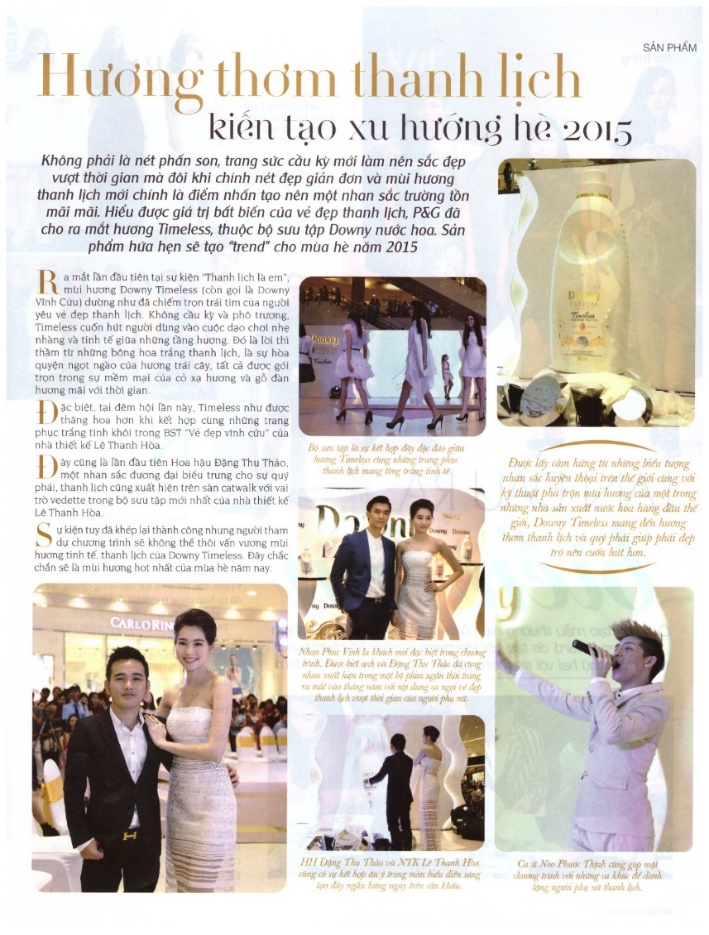 SẢN PHẨM
Hương thơm thanh lịch
kiến tạo xu hướng hè 2015
Không phải là nét phấn son, trang sức cầu kỳ mới làm nên sắc đẹp
vượt thời gian mà đôi khi chính nét đẹp giản đơn và mùi hương
thanh lịch mới chính là điểm nhấn tạo nên một nhan sắc trường tồn
mãi mãi. Hiểu được giá trị bất biến của vẻ đẹp thanh lịch, P&G đã
cho ra mắt hương Timeless, thuộc bộ sưu tập Downy nước hoa. Sản
phẩm hứa hẹn sẽ tạo “trend” cho mùa hè năm 2015
Ra mắt lần đầu tiên tại sự kiện “Thanh lịch là em”,
mùi hương Downy Timeless (còn gọi là Downy
Vĩnh Cửu) dường như đã chiếm trọn trái tim của người
yêu vẻ đẹp thanh lịch. Không cầu kỳ và phô trương,
Timeless cuốn hút người dùng vào cuộc dạo chơi nhẹ
nhàng và tinh tế giữa những tầng hương. Đó là lời thì
thầm từ những bông hoa trắng thanh lịch, là sự hòa
quyện ngọt ngào của hương trái cây, tất cả được gói
trọn trong sự mềm mại của cỏ xạ hương và gỗ đàn
hương mãi với thời gian.
Đặc biệt, tại đêm hội lần này, Timeless như được
thăng hoa hơn khi kết hợp cùng những trang
phục trắng tinh khôi trong BST “Vẻ đẹp vĩnh cửu” của
nhà thiết kế Lê Thanh Hòa.
Đây cũng là lần đầu tiên Hoa hậu Đặng Thu Thảo,
một nhan sắc đương đại biểu trưng cho sự quý
phái, thanh lịch cũng xuất hiện trên sàn catwalk với vai
trò vedette trong bộ sưu tập mới nhất của nhà thiết kế
Lê Thanh Hòa.
Sự kiện tuy đã khép lại thành công nhưng người tham
dự chương trình sẽ không thể thôi vấn vương mùi
hương tinh tế, thanh lịch của Downy Timeless. Đây chắc
chắn sẽ là mùi hương hot nhất của mùa hè năm nay.
Downy
Timeless
Bộ sưu tập là sự kết hợp đầy độc đáo giữa
hương Timeless cùng những trang phục
thanh lịch mang tông trắng tinh tế
Downy
Timeless
Được lấy cảm hứng từ những biểu tượng
nhan sắc huyền thoại trên thế giới cùng với
kỹ thuật pha trộn mùi hương của một trong
những nhà sản xuất nước hoa hàng đầu thế
giới, Downy Timeless mang đến hương
thơm thanh lịch và quý phái giúp phái đẹp
trở nên cuốn hút hơn.
Downy
Downy
Nhan Phúc Vinh là khách mời đặc biệt trong chương
trình. Được biết anh và Đặng Thu Thảo đã cùng
nhau xuất hiện trong một bộ phim ngắn thời trang
ra mắt vào tháng năm với nội dung ca ngợi vẻ đẹp
thanh lịch vượt thời gian của người phụ nữ.
CARLO RINO
HH Đặng Thu Thảo và NTK Lê Thanh Hòa
cũng có sự kết hợp ăn ý trong màn biểu diễn sáng
tạo đầy ngẫu hứng ngay trên sân khấu.
Ca sĩ Noo Phước Thịnh cũng góp mặt
chương trình với những ca khúc để dành
tặng người phụ nữ thanh lịch.